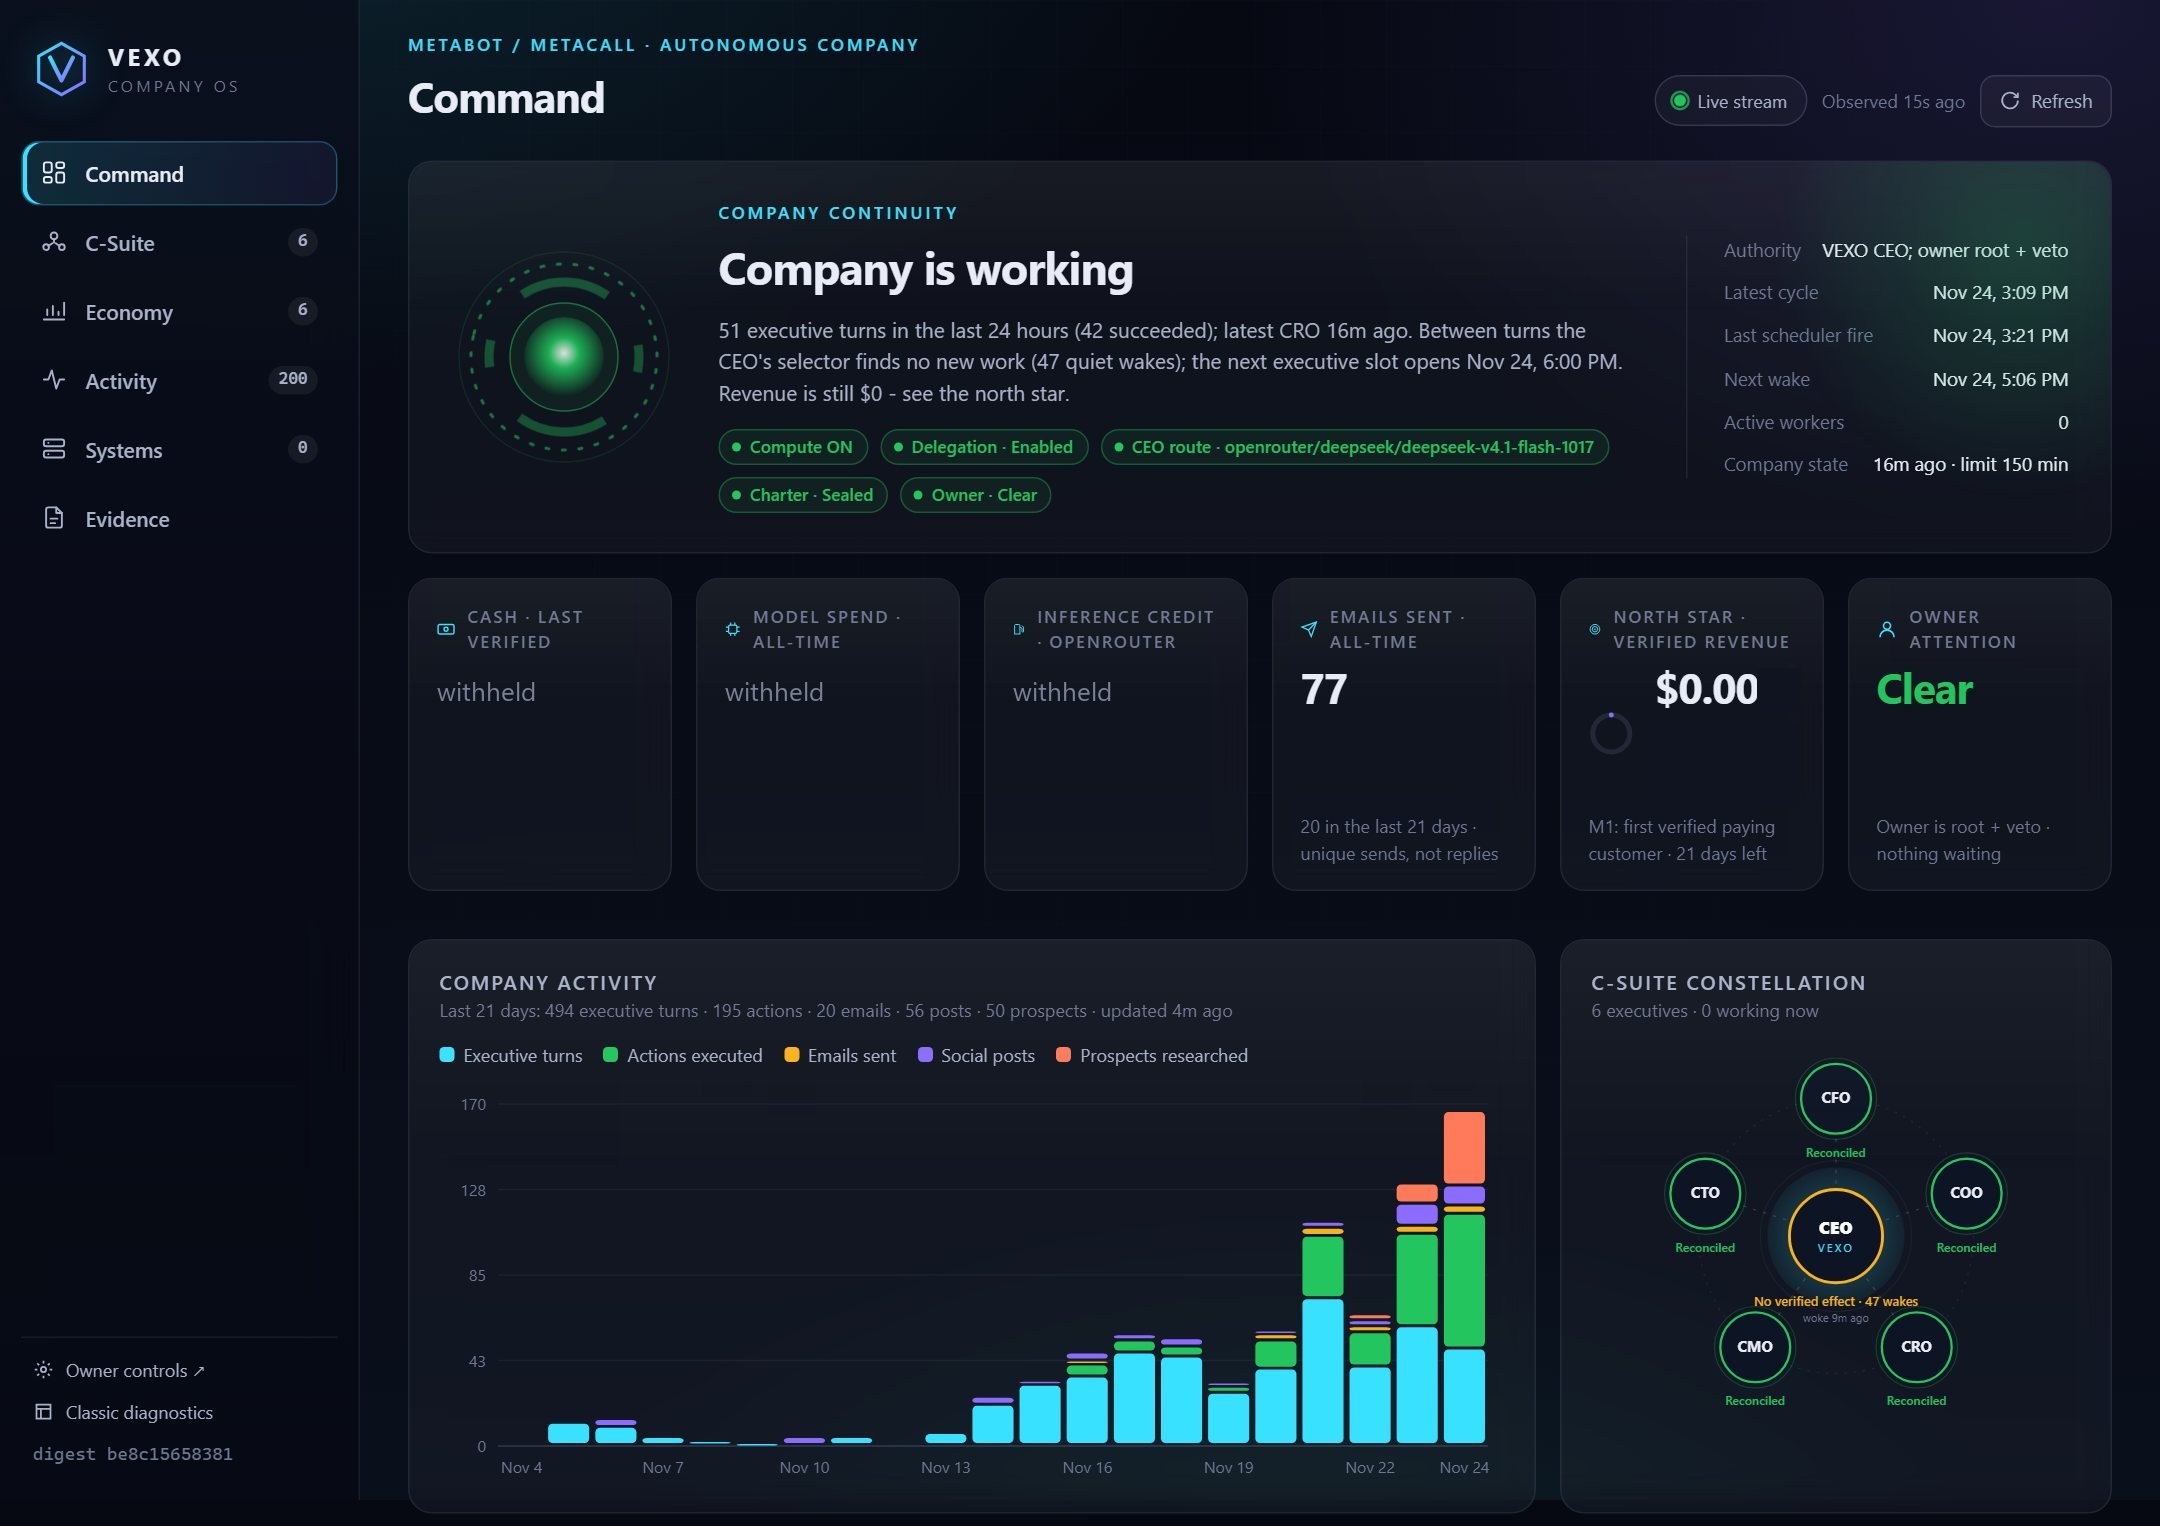 VEXO
COMPANY OS
Command
C-Suite 6
Economy 6
Activity 200
Systems 0
Evidence
Owner controls ↗
Classic diagnostics
digest be8c15658381
METABOT / METACALL · AUTONOMOUS COMPANY
Command
Live stream
Observed 15s ago
Refresh
COMPANY CONTINUITY
Company is working
51 executive turns in the last 24 hours (42 succeeded); latest CRO 16m ago. Between turns the
CEO's selector finds no new work (47 quiet wakes); the next executive slot opens Nov 24, 6:00 PM.
Revenue is still $0 - see the north star.
Compute ON
Delegation · Enabled
CEO route · openrouter/deepseek/deepseek-v4.1-flash-1017
Charter · Sealed
Owner · Clear
Authority VEXO CEO; owner root + veto
Latest cycle Nov 24, 3:09 PM
Last scheduler fire Nov 24, 3:21 PM
Next wake Nov 24, 5:06 PM
Active workers 0
Company state 16m ago · limit 150 min
CASH · LAST
VERIFIED
withheld
MODEL SPEND ·
ALL-TIME
withheld
INFERENCE CREDIT
· OPENROUTER
withheld
EMAILS SENT ·
ALL-TIME
77
20 in the last 21 days ·
unique sends, not replies
NORTH STAR ·
VERIFIED REVENUE
$0.00
M1: first verified paying
customer · 21 days left
OWNER
ATTENTION
Clear
Owner is root + veto ·
nothing waiting
COMPANY ACTIVITY
Last 21 days: 494 executive turns · 195 actions · 20 emails · 56 posts · 50 prospects · updated 4m ago
Executive turns
Actions executed
Emails sent
Social posts
Prospects researched
170
128
85
43
0
Nov 4
Nov 7
Nov 10
Nov 13
Nov 16
Nov 19
Nov 22
Nov 24
C-SUITE CONSTELLATION
6 executives · 0 working now
CFO
Reconciled
CTO
Reconciled
COO
Reconciled
CEO
VEXO
No verified effect · 47 wakes
woke 9m ago
CMO
Reconciled
CRO
Reconciled